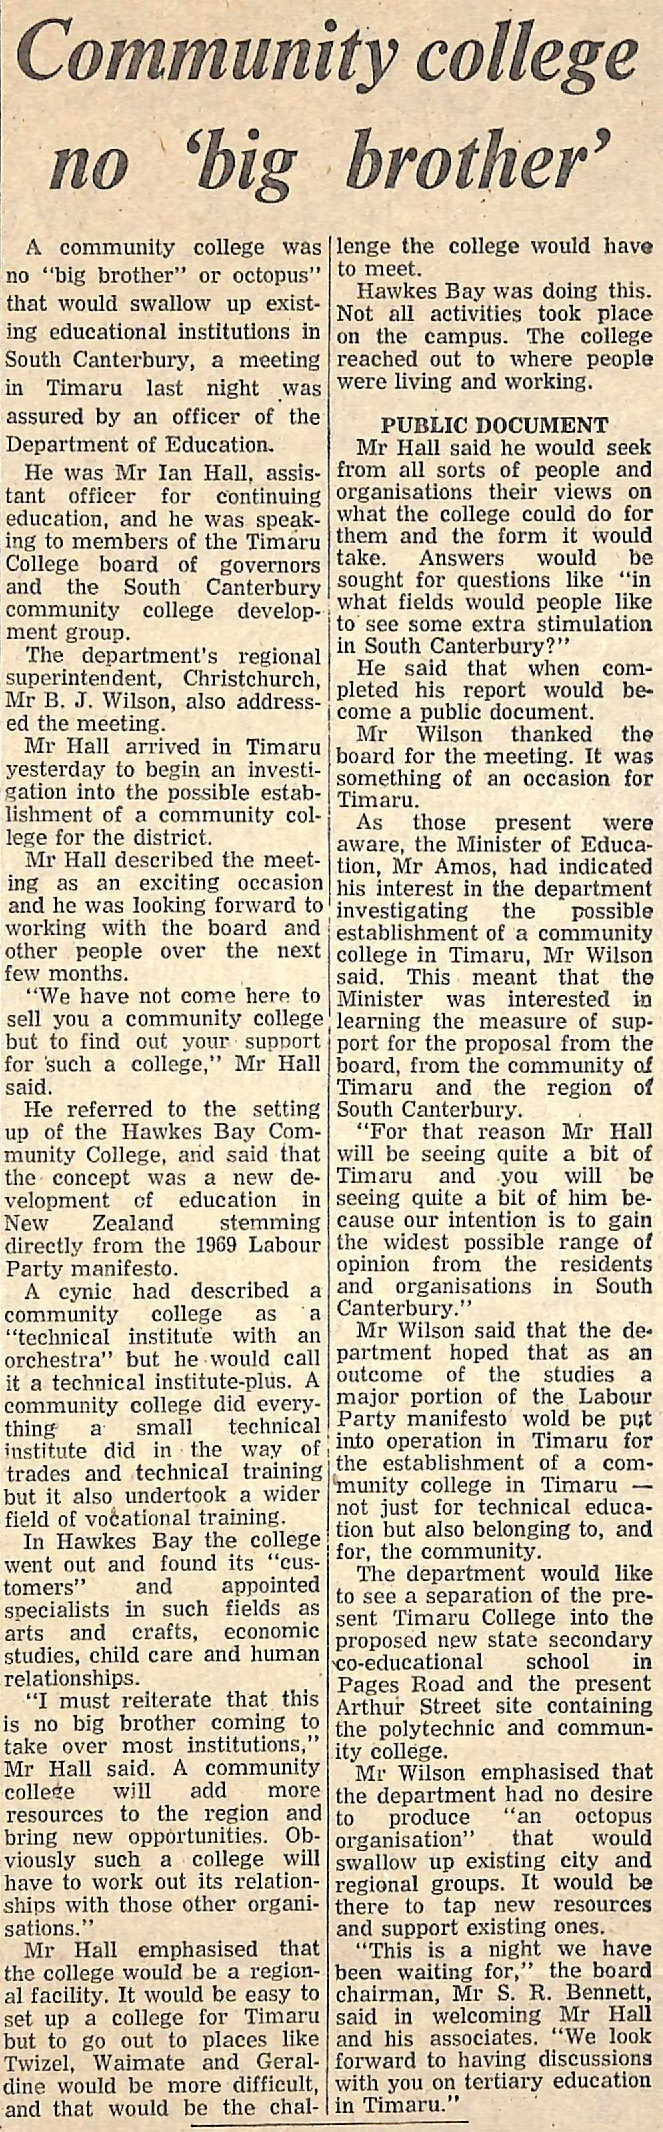 Community college
no 'big brother'
A community college was
no "big brother" or octopus"
that would swallow up exist-
ing educational institutions in
South Canterbury, a meeting
in Timaru last night was
assured by an officer of the
Department of Education.
He was Mr Ian Hall, assis-
tant officer for continuing
education, and he was speak-
ing to members of the Timaru
College board of governors
and the South Canterbury
community college develop-
ment group.
The department's regional
superintendent, Christchurch,
Mr B. J. Wilson, also address-
ed the meeting.
Mr Hall arrived in Timaru
yesterday to begin an investi-
gation into the possible estab-
lishment of a community col-
lege for the district.
Mr Hall described the meet-
ing as an exciting occasion
and he was looking forward to
working with the board and
other people over the next
few months.
"We have not come here to
sell you a community college
but to find out your support
for such a college," Mr Hall
said.
He referred to the setting
up of the Hawkes Bay Com-
munity College, and said that
the concept was a new de-
velopment of education in
New Zealand stemming
directly from the 1969 Labour
Party manifesto.
A cynic had described a
community college as a
"technical institute with an
orchestra" but he would call
it a technical institute-plus. A
community college did every-
thing a small technical
institute did in the way of
trades and technical training
but it also undertook a wider
field of vocational training.
In Hawkes Bay the college
went out and found its "cus-
tomers" and appointed
specialists in such fields as
arts and crafts, economic
studies, child care and human
relationships.
"I must reiterate that this
is no big brother coming to
take over most institutions,"
Mr Hall said. A community
college will add more
resources to the region and
bring new opportunities. Ob-
viously such a college will
have to work out its relation-
ships with those other organi-
sations."
Mr Hall emphasised that
the college would be a region-
al facility. It would be easy to
set up a college for Timaru
but to go out to places like
Twizel, Waimate and Geral-
dine would be more difficult,
and that would be the chal-
lenge the college would have
to meet.
Hawkes Bay was doing this.
Not all activities took place
on the campus. The college
reached out to where people
were living and working.
PUBLIC DOCUMENT
Mr Hall said he would seek
from all sorts of people and
organisations their views on
what the college could do for
them and the form it would
take. Answers would be
sought for questions like "in
what fields would people like
to see some extra stimulation
in South Canterbury?"
He said that when com-
pleted his report would be-
come a public document.
Mr Wilson thanked the
board for the meeting. It was
something of an occasion for
Timaru.
As those present were
aware, the Minister of Educa-
tion, Mr Amos, had indicated
his interest in the department
investigating the possible
establishment of a community
college in Timaru, Mr Wilson
said. This meant that the
Minister was interested in
learning the measure of sup-
port for the proposal from the
board, from the community of
Timaru and the region of
South Canterbury.
"For that reason Mr Hall
will be seeing quite a bit of
Timaru and you will be
seeing quite a bit of him be-
cause our intention is to gain
the widest possible range of
opinion from the residents
and organisations in South
Canterbury."
Mr Wilson said that the de-
partment hoped that as an
outcome of the studies a
major portion of the Labour
Party manifesto wold be put
into operation in Timaru for
the establishment of a com-
munity college in Timaru —
not just for technical educa-
tion but also belonging to, and
for, the community.
The department would like
to see a separation of the pre-
sent Timaru College into the
proposed new state secondary
co-educational school in
Pages Road and the present
Arthur Street site containing
the polytechnic and commun-
ity college.
Mr Wilson emphasised that
the department had no desire
to produce "an octopus
organisation" that would
swallow up existing city and
regional groups. It would be
there to tap new resources
and support existing ones.
"This is a night we have
been waiting for," the board
chairman, Mr S. R. Bennett,
said in welcoming Mr Hall
and his associates. "We look
forward to having discussions
with you on tertiary education
in Timaru."